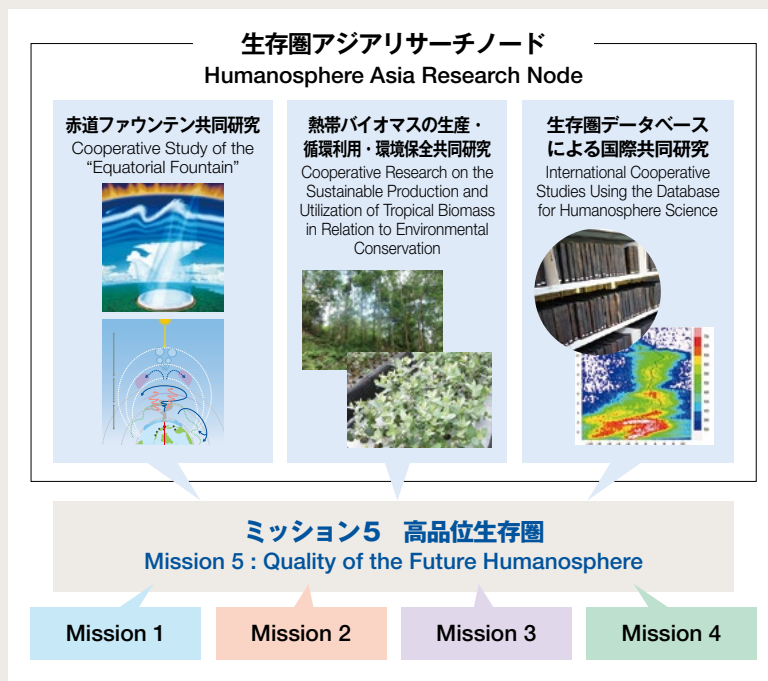 生存圏アジアリサーチノード
Humanosphere Asia Research Node
赤道ファウンテン共同研究
Cooperative Study of the
“Equatorial Fountain”
熱帯バイオマスの生産・
循環利用・環境保全共同研究
Cooperative Research on the
Sustainable Production and
Utilization of Tropical Biomass
in Relation to Environmental
Conservation
生存圏データベース
による国際共同研究
International Cooperative
Studies Using the Database
for Humanosphere Science
ミッション5 高品位生存圏
Mission 5 : Quality of the Future Humanosphere
Mission 1
Mission 2
Mission 3
Mission 4